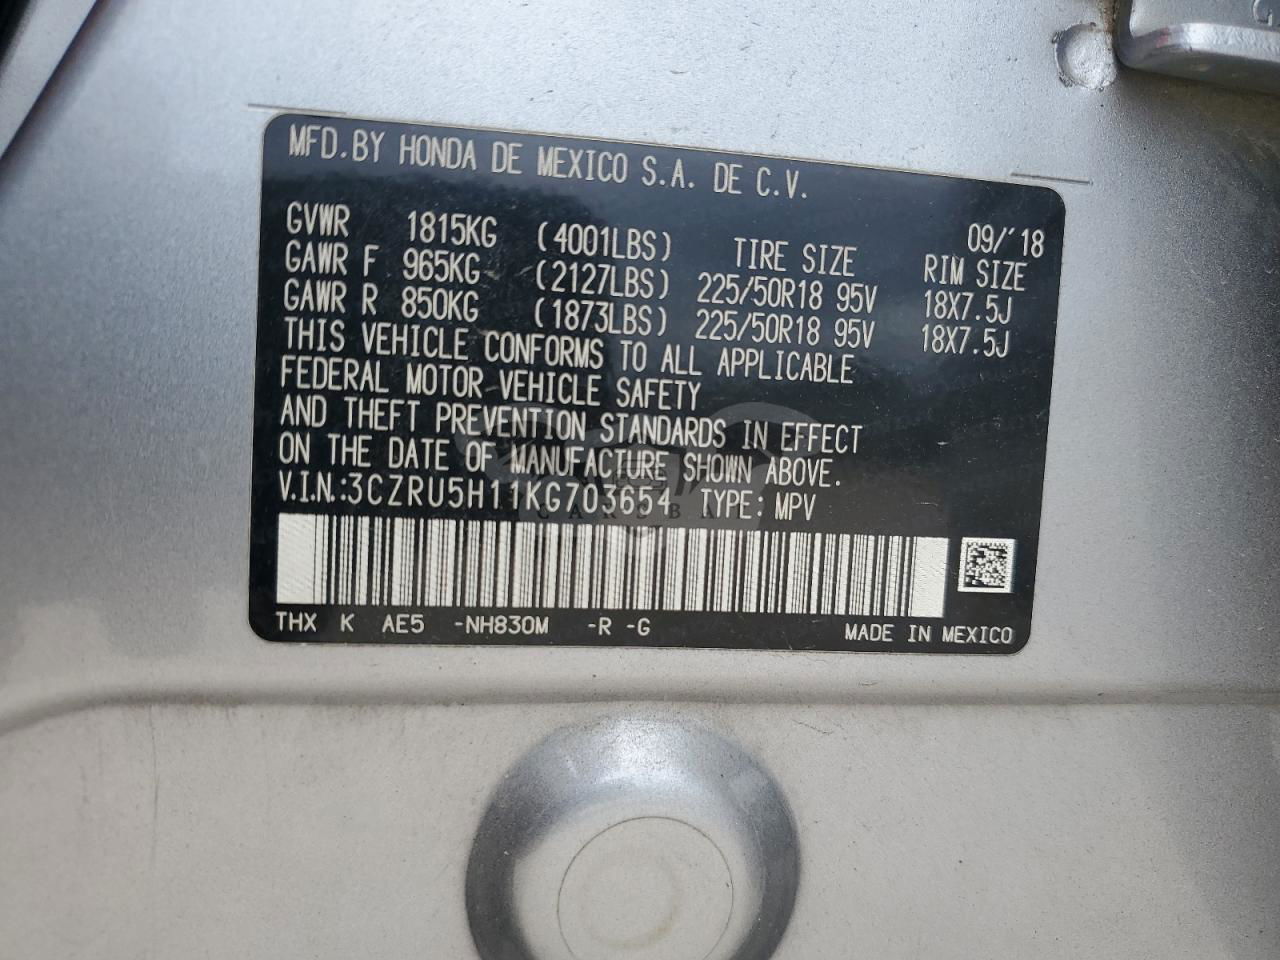 MFD.BY HONDA DE MEXICO S.A. DE C.V.
09/'18
GVWR 1815KG (4001LBS) TIRE SIZE RIM SIZE
GAWR F 965KG (2127LBS) 225/50R18 95V 18X7.5J
GAWR R 850KG (1873LBS) 225/50R18 95V 18X7.5J
THIS VEHICLE CONFORMS TO ALL APPLICABLE
FEDERAL MOTOR VEHICLE SAFETY
AND THEFT PREVENTION STANDARDS IN EFFECT
ON THE DATE OF MANUFACTURE SHOWN ABOVE.
V.I.N.:3CZRU5H11KG703654 TYPE: MPV
THX K AE5 -NH830M -R -G MADE IN MEXICO